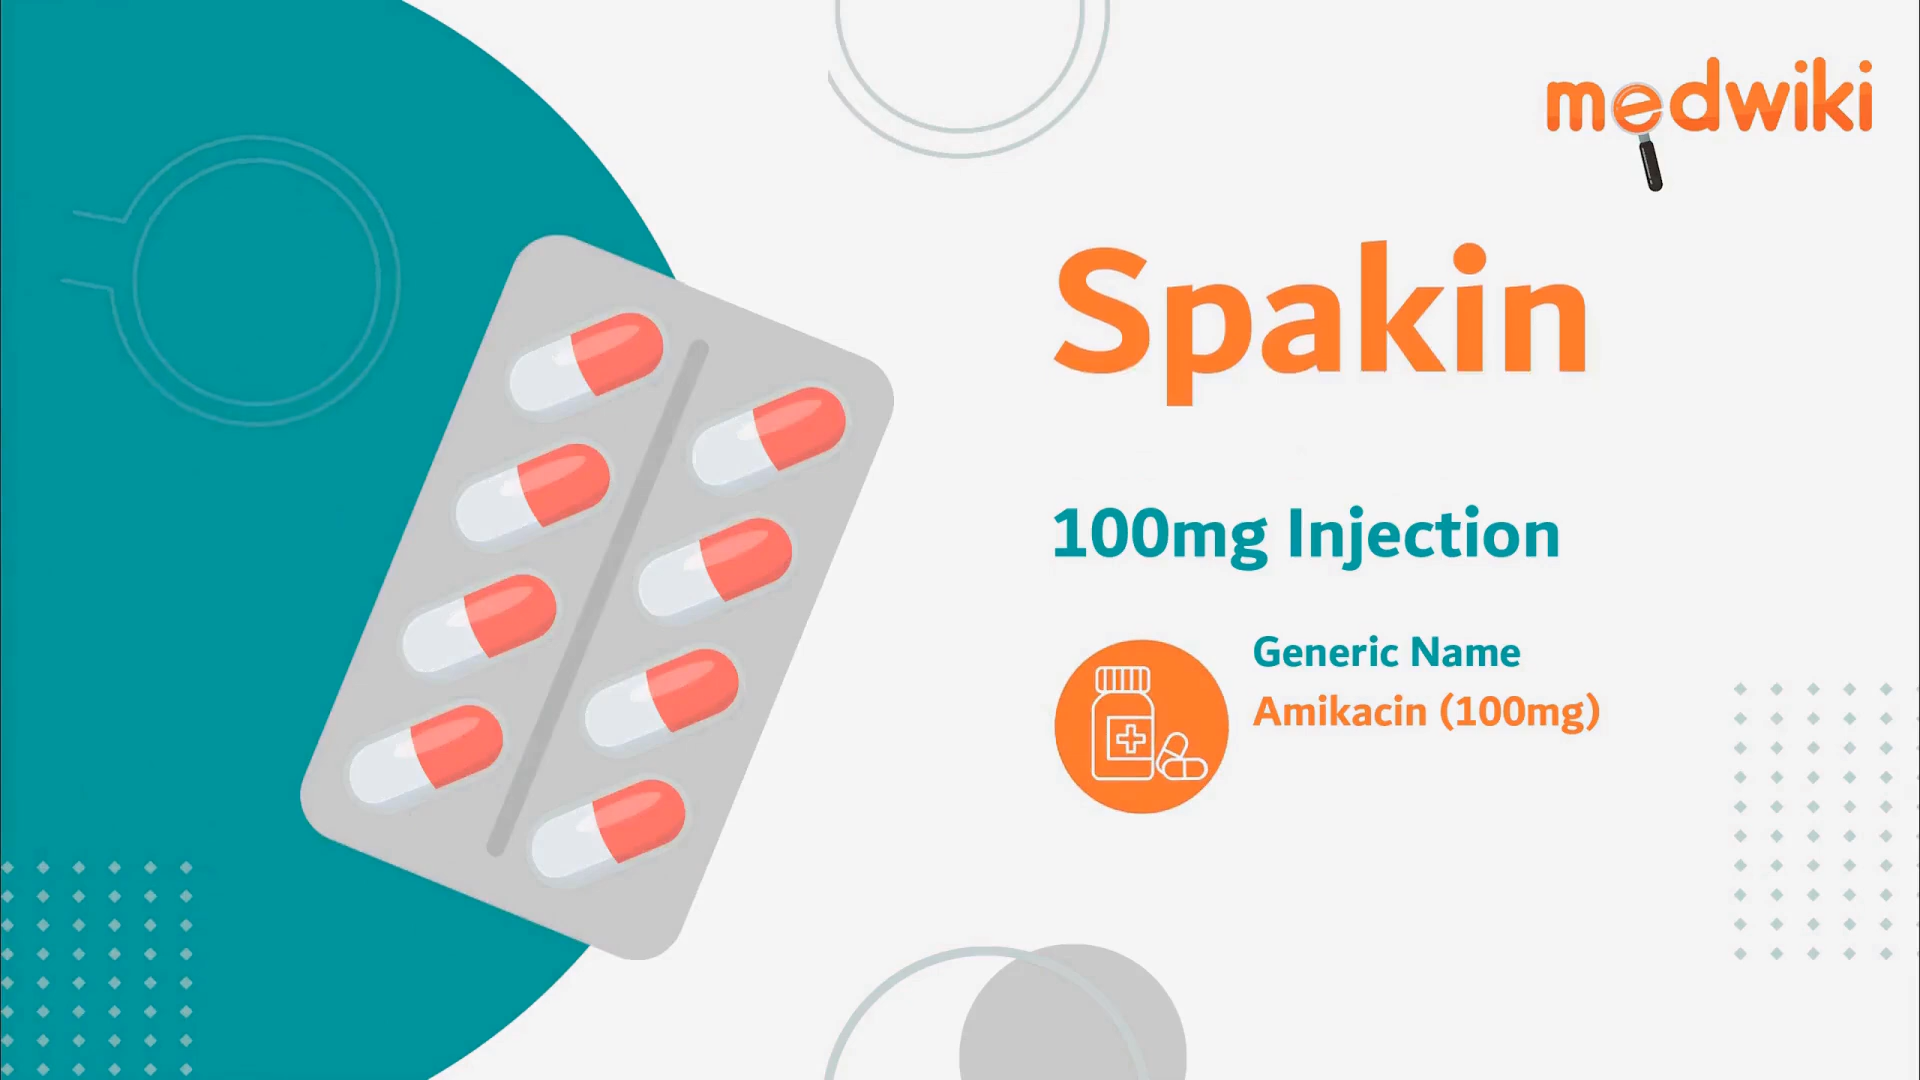 medwiki
Spakin
100mg Injection
Generic Name
Amikacin (100mg)